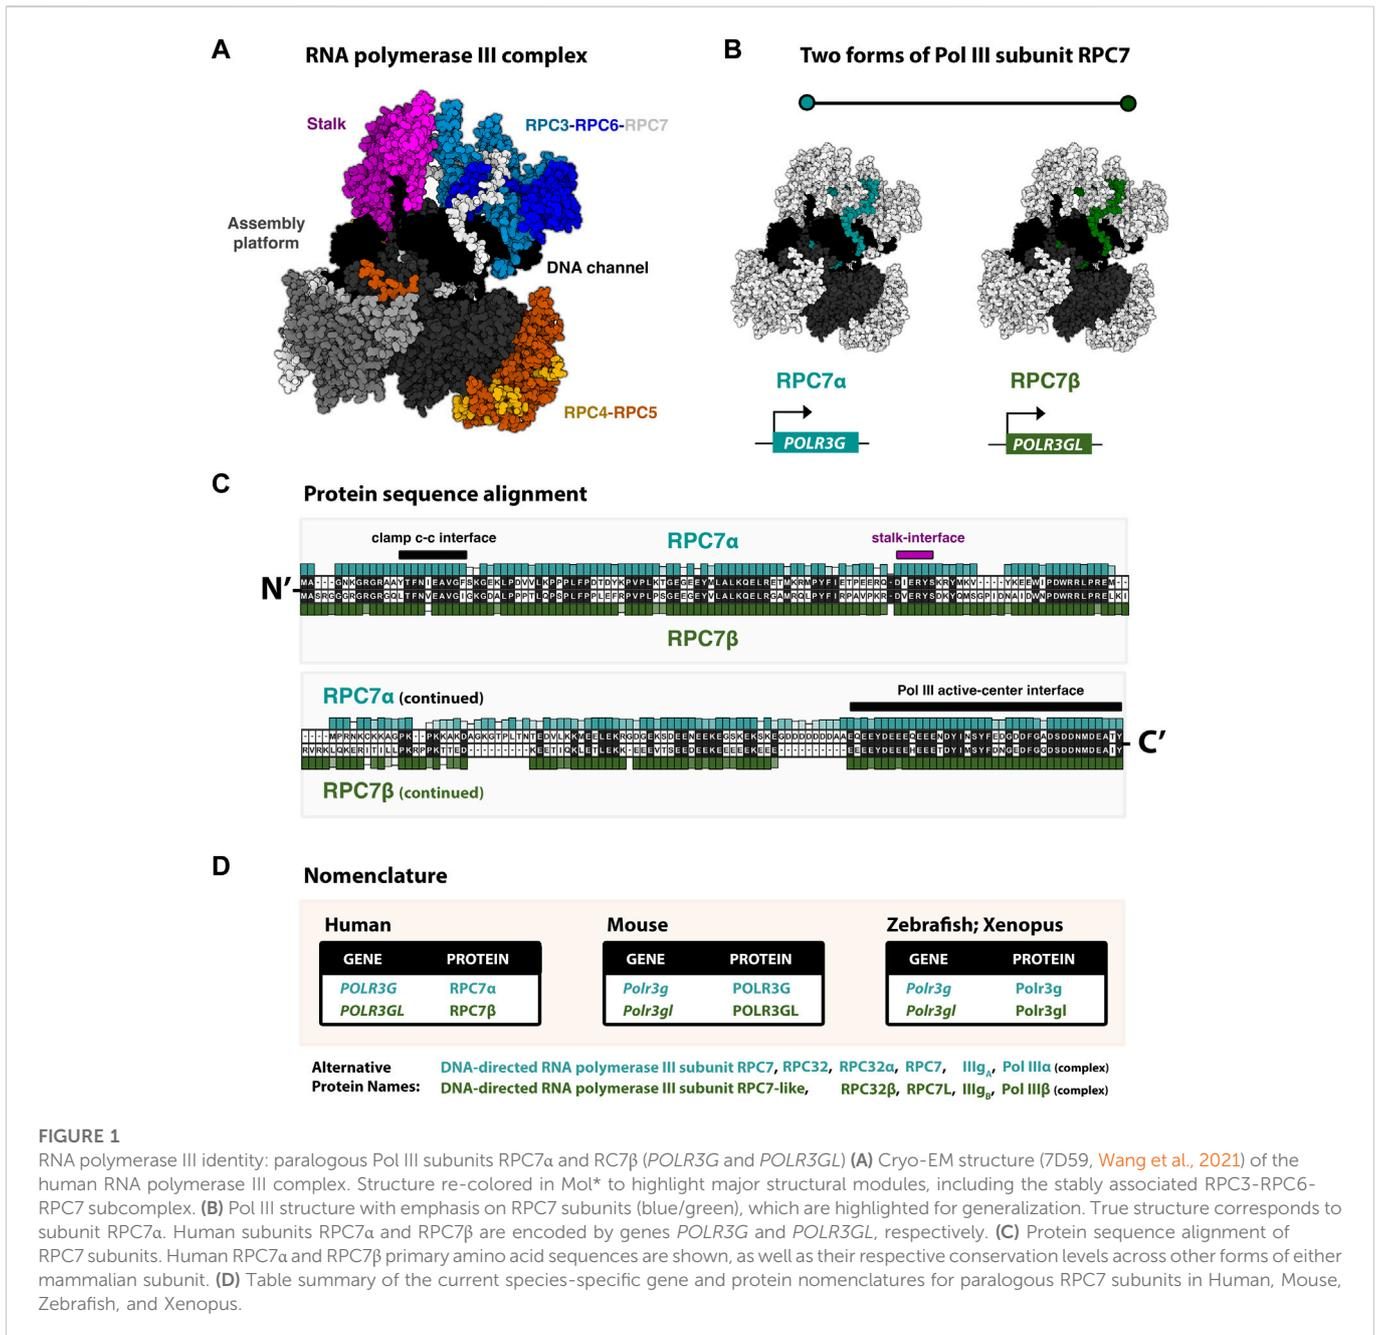 A
RNA polymerase III complex
Stalk
RPC3-RPC6-RPC7
Assembly
platform
DNA channel
RPC4-RPC5
B
Two forms of Pol III subunit RPC7
RPC7α
RPC7β
POLR3G
POLR3GL
C
Protein sequence alignment
clamp c-c interface
RPC7α
stalk-interface
N′
RPC7β
RPC7α (continued)
Pol III active-center interface
C′
RPC7β (continued)
D
Nomenclature
Human
Mouse
Zebrafish; Xenopus
GENE PROTEIN
GENE PROTEIN
GENE PROTEIN
POLR3G RPC7α
Polr3g POLR3G
Polr3g Polr3g
POLR3GL RPC7β
Polr3gl POLR3GL
Polr3gl Polr3gl
Alternative
Protein Names:
DNA-directed RNA polymerase III subunit RPC7, RPC32, RPC32α, RPC7, IIIgA, Pol IIIα (complex)
DNA-directed RNA polymerase III subunit RPC7-like, RPC32β, RPC7L, IIIgB, Pol IIIβ (complex)
FIGURE 1
RNA polymerase III identity: paralogous Pol III subunits RPC7α and RC7β (POLR3G and POLR3GL) (A) Cryo-EM structure (7D59, Wang et al., 2021) of the
human RNA polymerase III complex. Structure re-colored in Mol* to highlight major structural modules, including the stably associated RPC3-RPC6-
RPC7 subcomplex. (B) Pol III structure with emphasis on RPC7 subunits (blue/green), which are highlighted for generalization. True structure corresponds to
subunit RPC7α. Human subunits RPC7α and RPC7β are encoded by genes POLR3G and POLR3GL, respectively. (C) Protein sequence alignment of
RPC7 subunits. Human RPC7α and RPC7β primary amino acid sequences are shown, as well as their respective conservation levels across other forms of either
mammalian subunit. (D) Table summary of the current species-specific gene and protein nomenclatures for paralogous RPC7 subunits in Human, Mouse,
Zebrafish, and Xenopus.